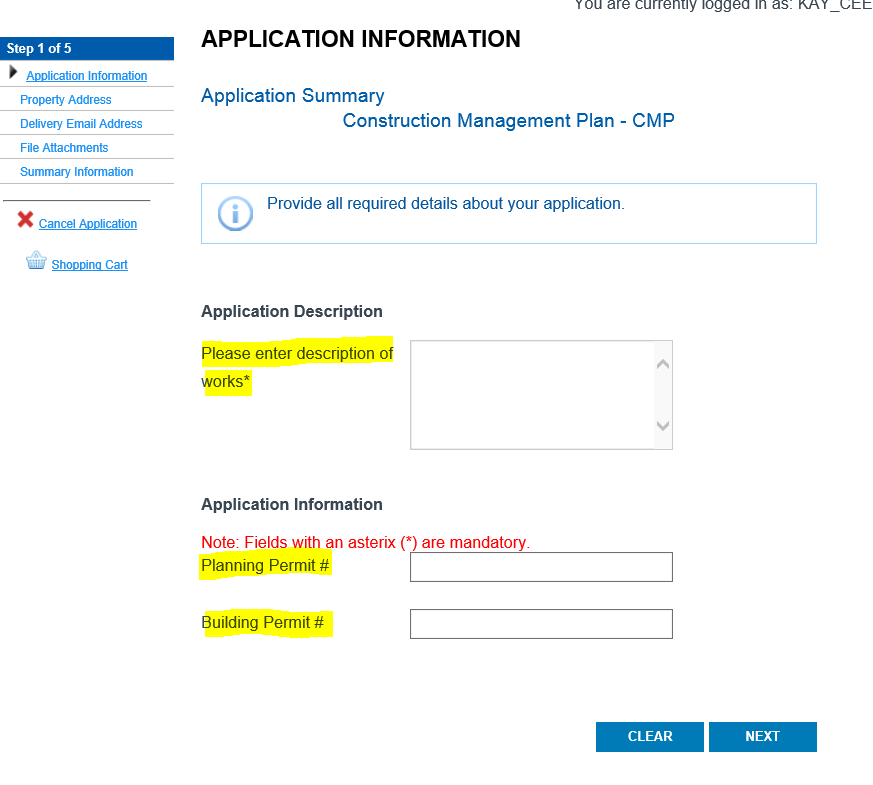 You are currently logged in as: KAY_CEE
APPLICATION INFORMATION
Step 1 of 5
Application Information
Property Address
Delivery Email Address
File Attachments
Summary Information
Cancel Application
Shopping Cart
Application Summary
Construction Management Plan - CMP
Provide all required details about your application.
Application Description
Please enter description of
works*
Application Information
Note: Fields with an asterix (*) are mandatory.
Planning Permit #
Building Permit #
CLEAR NEXT